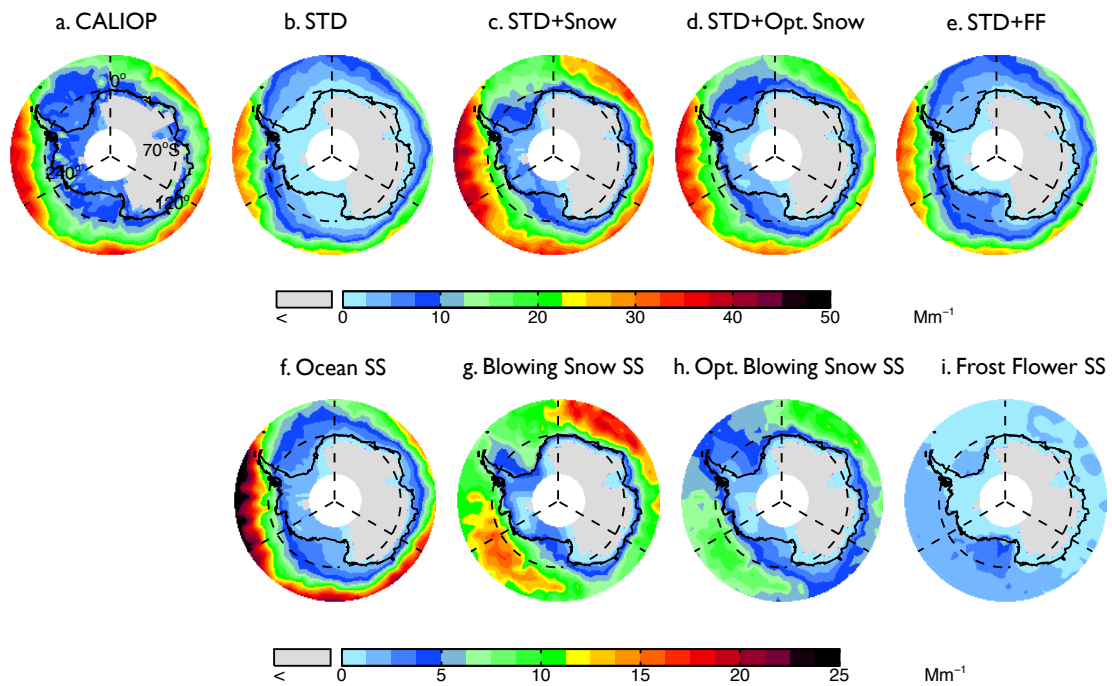 a. CALIOP b. STD c. STD+Snow d. STD+Opt. Snow e. STD+FF
0°
70°S
240°
120°
< 0 10 20 30 40 50 Mm⁻¹
f. Ocean SS g. Blowing Snow SS h. Opt. Blowing Snow SS i. Frost Flower SS
< 0 5 10 15 20 25 Mm⁻¹